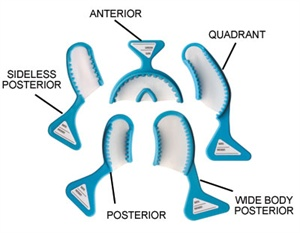 ANTERIOR
QUADRANT
SIDELESS
POSTERIOR
POSTERIOR
WIDE BODY
POSTERIOR